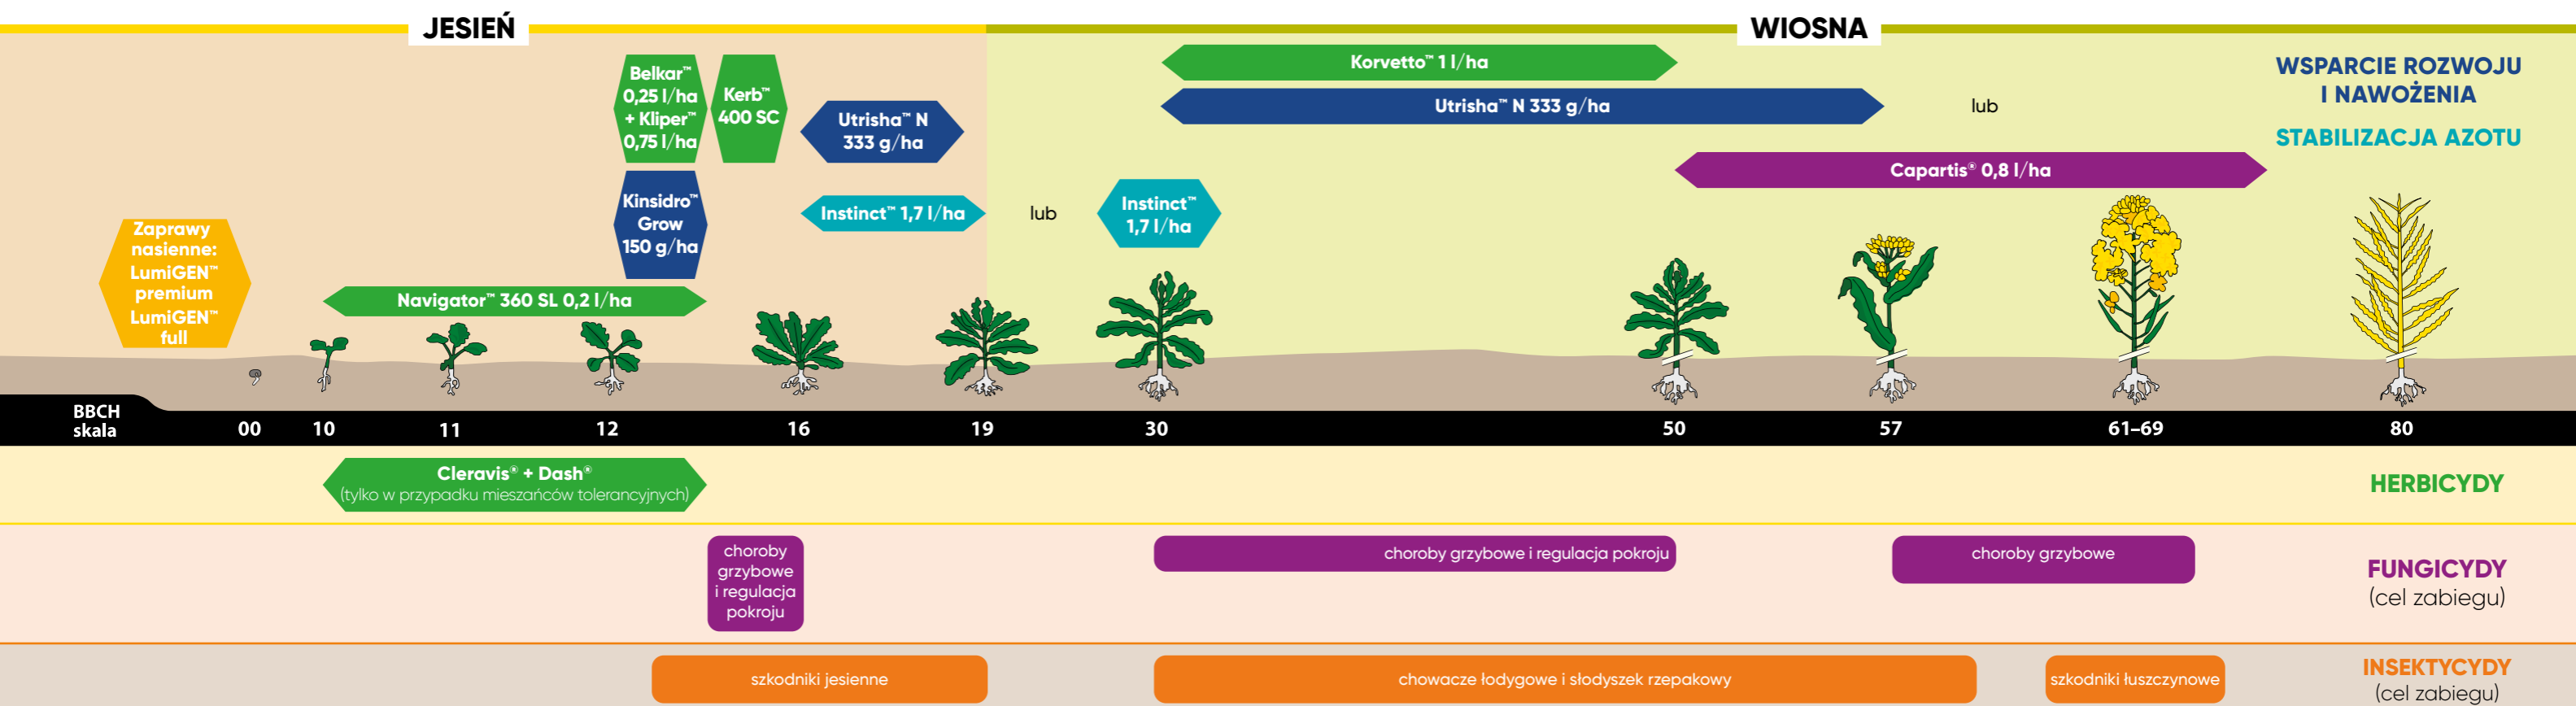 JESIEŃ
WIOSNA
Belkar™
0,25 l/ha
+ Kliper™
0,75 l/ha
Kerb™
400 SC
Utrisha™ N
333 g/ha
Korvetto™ 1 l/ha
Utrisha™ N 333 g/ha
lub
WSPARCIE ROZWOJU
I NAWOŻENIA
STABILIZACJA AZOTU
Capartis® 0,8 l/ha
Kinsidro™
Grow
150 g/ha
Instinct™ 1,7 l/ha
lub
Instinct™
1,7 l/ha
Zaprawy
nasienne:
LumiGEN™
premium
LumiGEN™
full
Navigator™ 360 SL 0,2 l/ha
BBCH
skala
00
10
11
12
16
19
30
50
57
61–69
80
Cleravis® + Dash®
(tylko w przypadku mieszańców tolerancyjnych)
HERBICYDY
choroby
grzybowe
i regulacja
pokroju
choroby grzybowe i regulacja pokroju
choroby grzybowe
FUNGICYDY
(cel zabiegu)
szkodniki jesienne
chowacze łodygowe i słodyszek rzepakowy
szkodniki łuszczynowe
INSEKTYCYDY
(cel zabiegu)